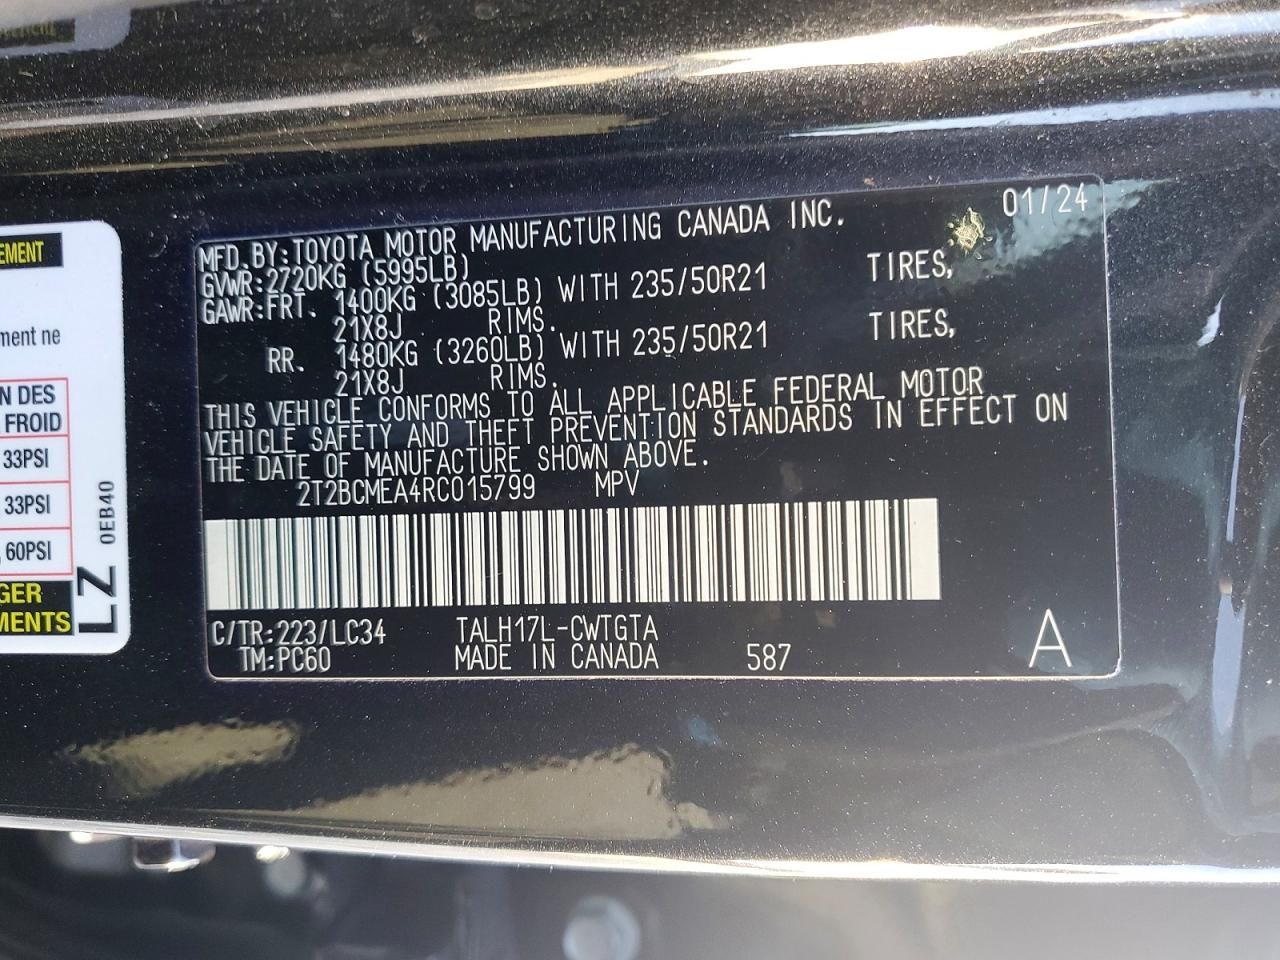 MFD.BY:TOYOTA MOTOR MANUFACTURING CANADA INC. 01/24
GVWR:2720KG (5995LB)
GAWR:FRT. 1400KG (3085LB) WITH 235/50R21 TIRES,
21X8J RIMS.
RR. 1480KG (3260LB) WITH 235/50R21 TIRES,
21X8J RIMS.
THIS VEHICLE CONFORMS TO ALL APPLICABLE FEDERAL MOTOR
VEHICLE SAFETY AND THEFT PREVENTION STANDARDS IN EFFECT ON
THE DATE OF MANUFACTURE SHOWN ABOVE.
2T2BCMEA4RC015799 MPV
C/TR:223/LC34 TALH17L-CWTGTA
TM:PC60 MADE IN CANADA 587 A
EMENT
ment ne
N DES
FROID
33PSI
33PSI
60PSI
GER
MENTS
LZ 0EB40